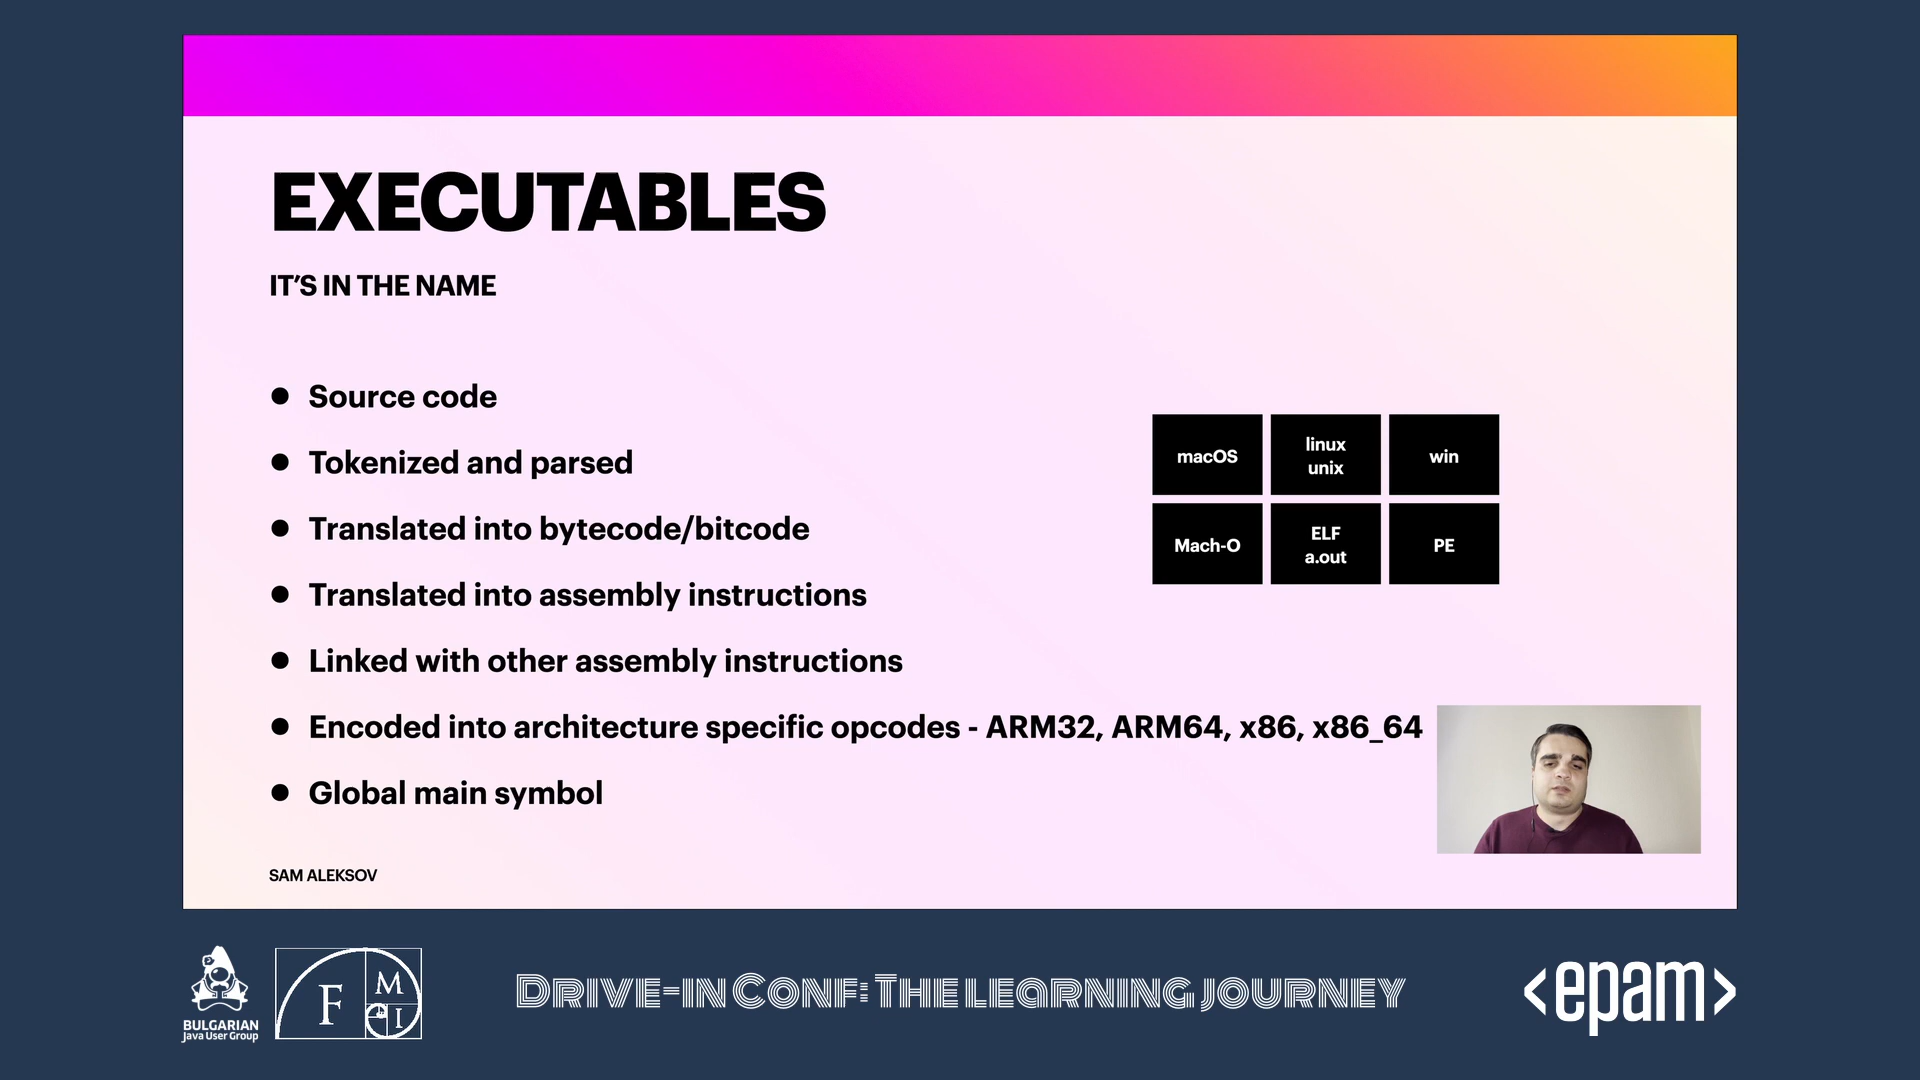 EXECUTABLES
IT'S IN THE NAME
Source code
Tokenized and parsed
Translated into bytecode/bitcode
Translated into assembly instructions
Linked with other assembly instructions
Encoded into architecture specific opcodes - ARM32, ARM64, x86, x86_64
Global main symbol
macOS
linux
unix
win
Mach-O
ELF
a.out
PE
SAM ALEKSOV
BULGARIAN
Java User Group
F
M
I
DRIVE-IN CONF: THE LEARNING JOURNEY
<epam>